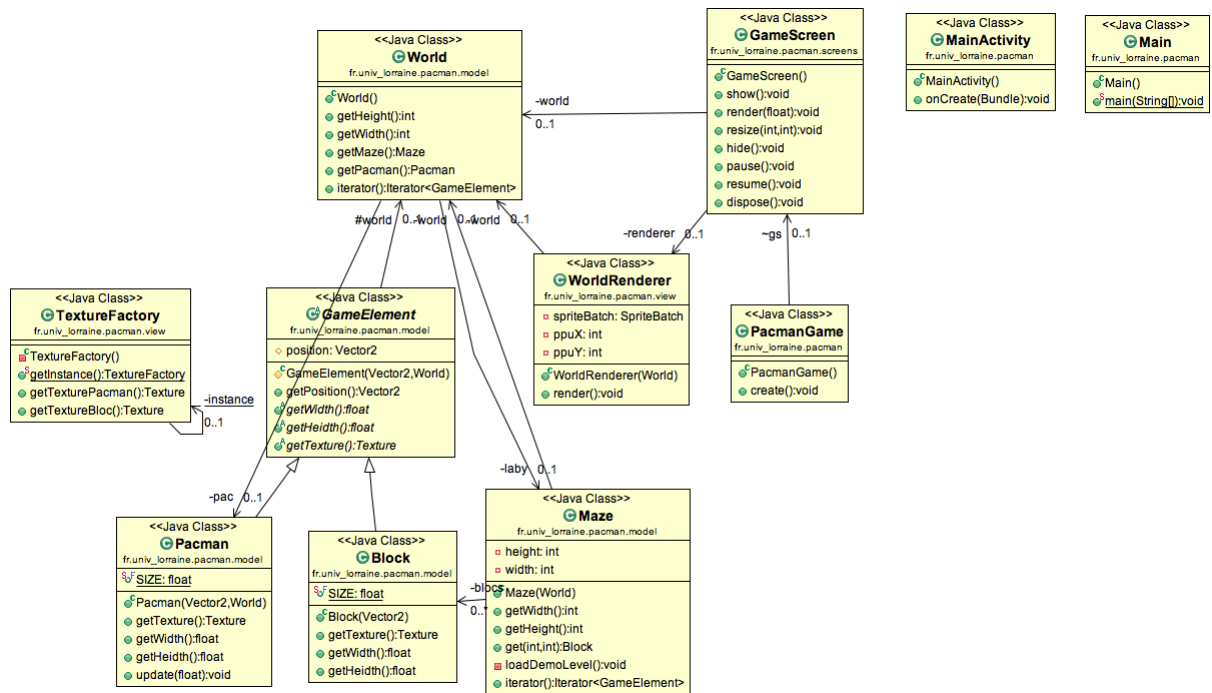 <<Java Class>>
World
fr.univ_lorraine.pacman.model
World()
getHeight():int
getWidth():int
getMaze():Maze
getPacman():Pacman
iterator():Iterator<GameElement>
<<Java Class>>
GameScreen
fr.univ_lorraine.pacman.screens
GameScreen()
show():void
render(float):void
resize(int,int):void
hide():void
pause():void
resume():void
dispose():void
<<Java Class>>
MainActivity
fr.univ_lorraine.pacman
MainActivity()
onCreate(Bundle):void
<<Java Class>>
Main
fr.univ_lorraine.pacman
Main()
main(String[]):void
-world
0..1
#world 0..1
-world 0..1
-world 0..1
-renderer 0..1
~gs 0..1
<<Java Class>>
TextureFactory
fr.univ_lorraine.pacman.view
TextureFactory()
getInstance():TextureFactory
getTexturePacman():Texture
getTextureBloc():Texture
-instance
0..1
<<Java Class>>
GameElement
fr.univ_lorraine.pacman.model
position: Vector2
GameElement(Vector2,World)
getPosition():Vector2
getWidth():float
getHeidth():float
getTexture():Texture
<<Java Class>>
WorldRenderer
fr.univ_lorraine.pacman.view
spriteBatch: SpriteBatch
ppuX: int
ppuY: int
WorldRenderer(World)
render():void
<<Java Class>>
PacmanGame
fr.univ_lorraine.pacman
PacmanGame()
create():void
-pac 0..1
-laby 0..1
<<Java Class>>
Pacman
fr.univ_lorraine.pacman.model
SIZE: float
Pacman(Vector2,World)
getTexture():Texture
getWidth():float
getHeidth():float
update(float):void
<<Java Class>>
Block
fr.univ_lorraine.pacman.model
SIZE: float
Block(Vector2)
getTexture():Texture
getWidth():float
getHeidth():float
-blocs
0..*
<<Java Class>>
Maze
fr.univ_lorraine.pacman.model
height: int
width: int
Maze(World)
getWidth():int
getHeight():int
get(int,int):Block
loadDemoLevel():void
iterator():Iterator<GameElement>